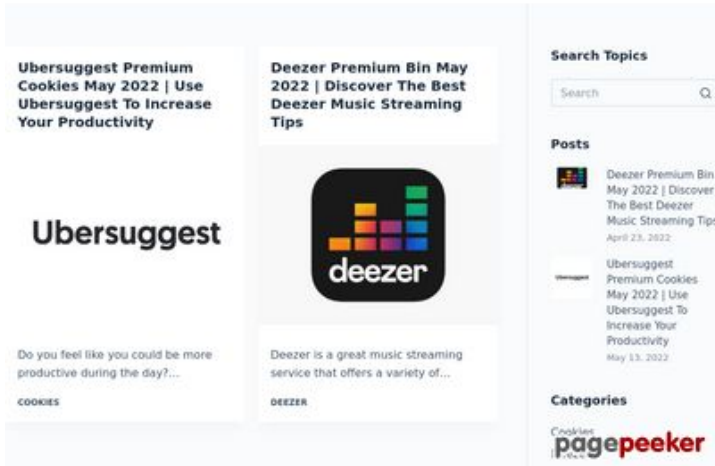 Ubersuggest Premium
Cookies May 2022 | Use
Ubersuggest To Increase
Your Productivity
Ubersuggest
Do you feel like you could be more
productive during the day?...
COOKIES
Deezer Premium Bin May
2022 | Discover The Best
Deezer Music Streaming
Tips
deezer
Deezer is a great music streaming
service that offers a variety of...
DEEZER
Search Topics
Search
Posts
deezer
Deezer Premium Bin
May 2022 | Discover
The Best Deezer
Music Streaming Tips
April 23, 2022
Ubersuggest
Ubersuggest
Premium Cookies
May 2022 | Use
Ubersuggest To
Increase Your
Productivity
May 13, 2022
Categories
Cookies
pagepeeker